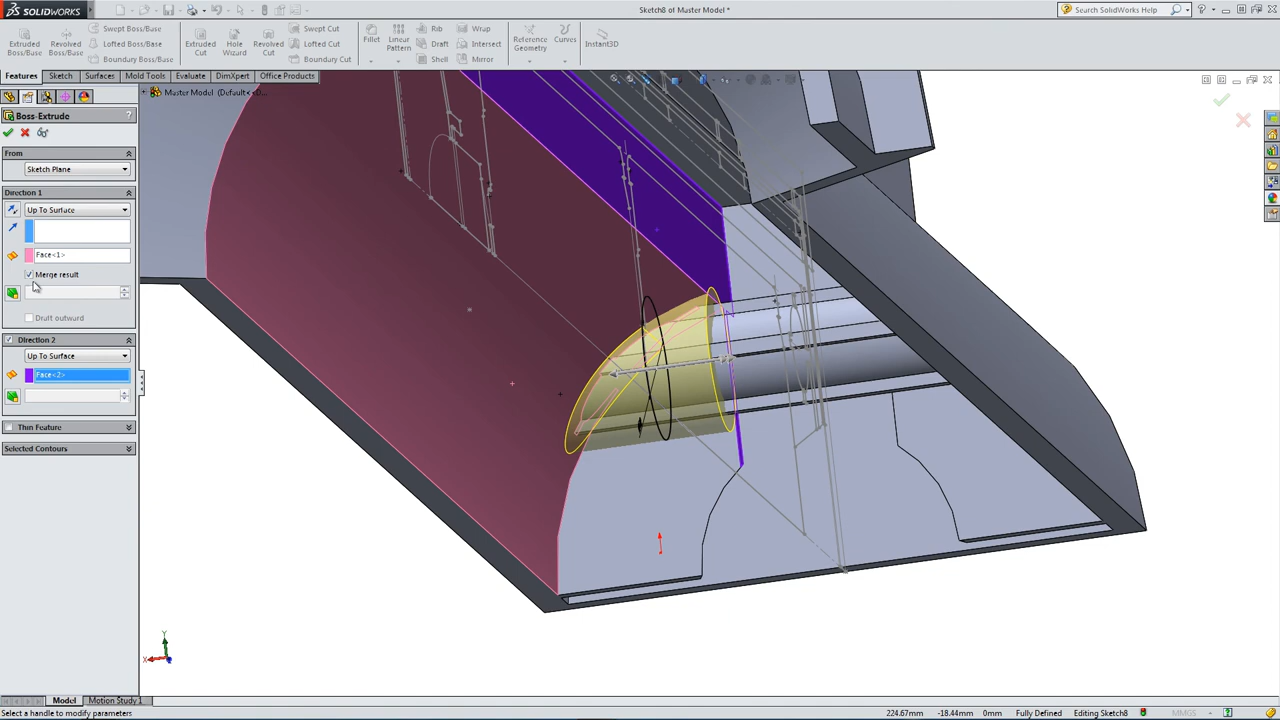 SOLIDWORKS
Sketch8 of Master Model *
Search SolidWorks Help
Extruded Boss/Base
Revolved Boss/Base
Swept Boss/Base
Lofted Boss/Base
Boundary Boss/Base
Extruded Cut
Hole Wizard
Revolved Cut
Swept Cut
Lofted Cut
Boundary Cut
Fillet
Linear Pattern
Rib
Draft
Shell
Wrap
Intersect
Mirror
Reference Geometry
Curves
Instant3D
Features
Sketch
Surfaces
Mold Tools
Evaluate
DimXpert
Office Products
Master Model (Default<<D...
Boss-Extrude
?
From
Sketch Plane
Direction 1
Up To Surface
Face<1>
Merge result
Draft outward
Direction 2
Up To Surface
Face<2>
Thin Feature
Selected Contours
Y
X
Model
Motion Study 1
Select a handle to modify parameters
224.67mm
-18.44mm
0mm
Fully Defined
Editing Sketch8
MMGS